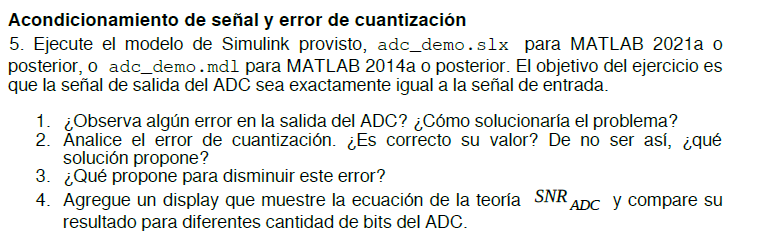 Acondicionamiento de señal y error de cuantización
5. Ejecute el modelo de Simulink provisto, adc_demo.slx para MATLAB 2021a o
posterior, o adc_demo.mdl para MATLAB 2014a o posterior. El objetivo del ejercicio es
que la señal de salida del ADC sea exactamente igual a la señal de entrada.
1. ¿Observa algún error en la salida del ADC? ¿Cómo solucionaría el problema?
2. Analice el error de cuantización. ¿Es correcto su valor? De no ser así, ¿qué
solución propone?
3. ¿Qué propone para disminuir este error?
4. Agregue un display que muestre la ecuación de la teoría SNR ADC y compare su
resultado para diferentes cantidad de bits del ADC.